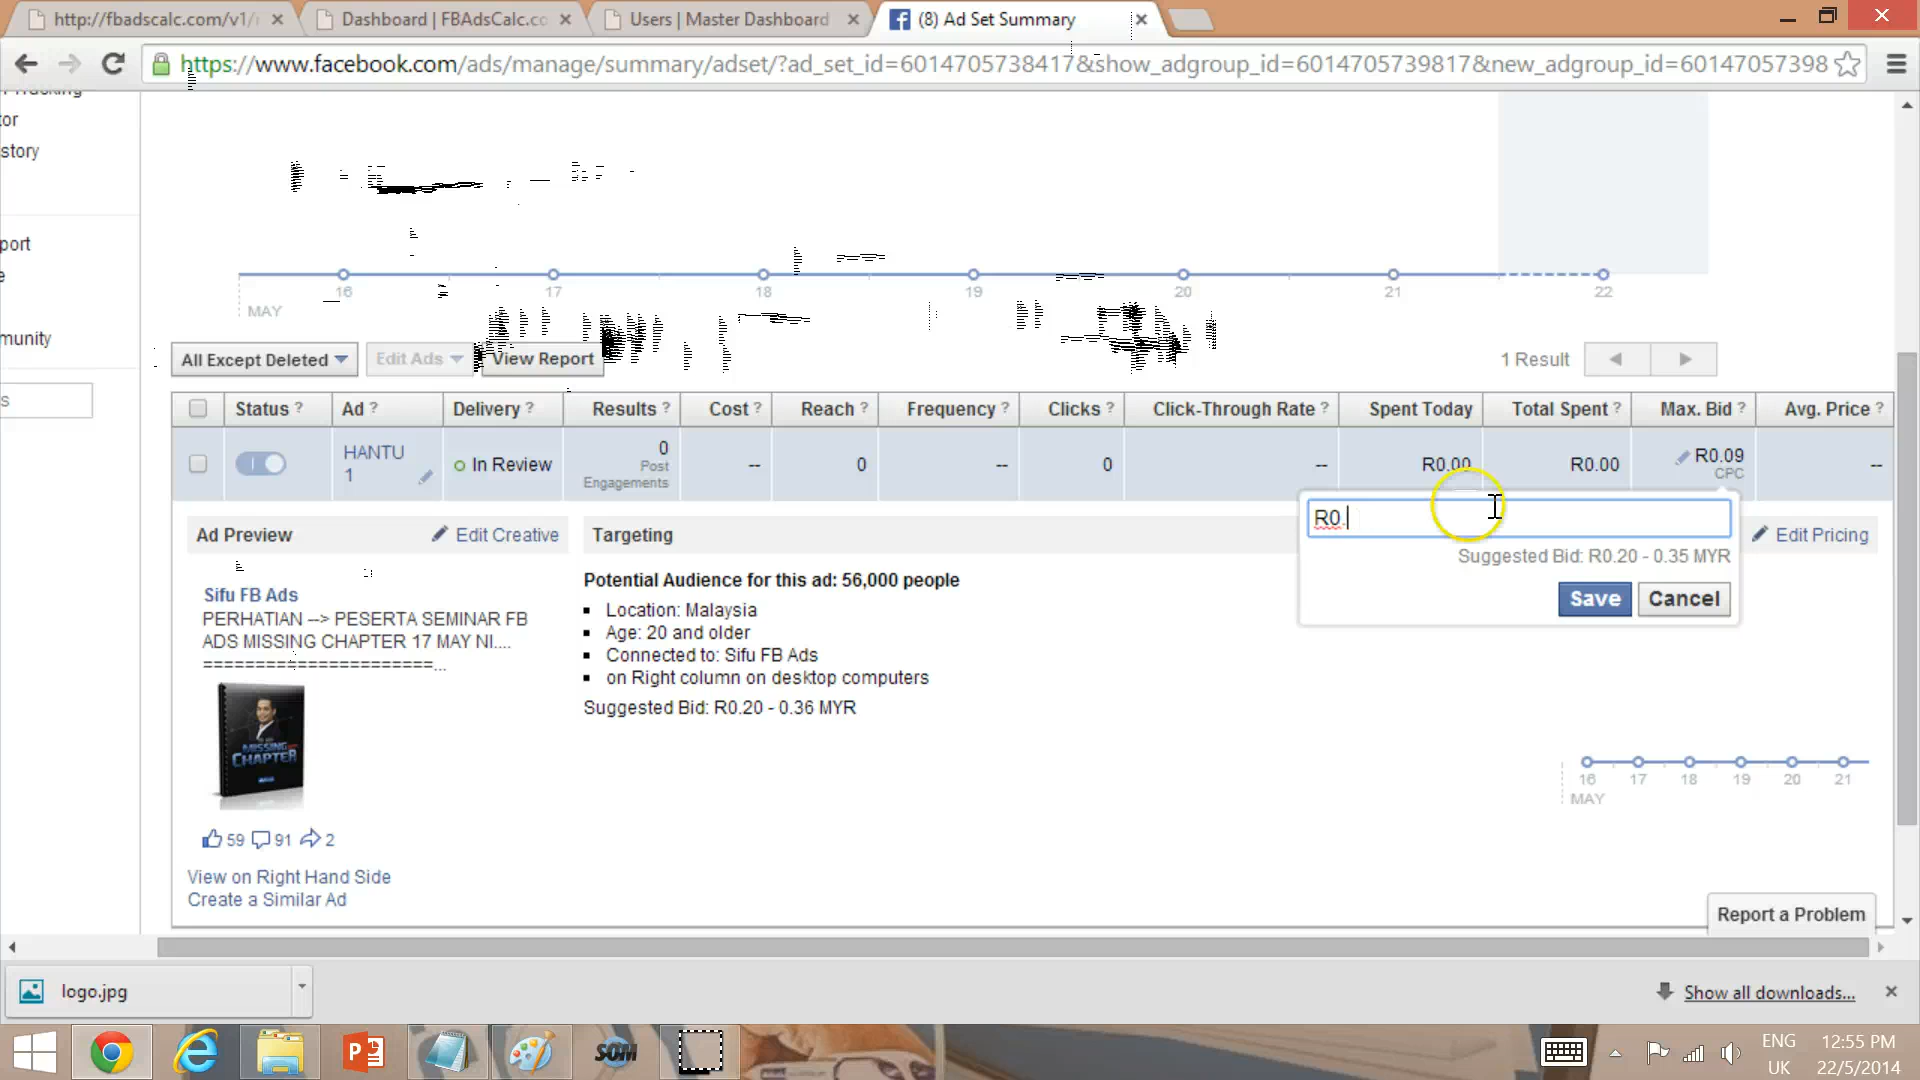 http://fbadscalc.com/v1/
Dashboard | FBAdsCalc.co
Users | Master Dashboard
(8) Ad Set Summary
https://www.facebook.com/ads/manage/summary/adset/?ad_set_id=6014705738417&show_adgroup_id=6014705739817&new_adgroup_id=60147057398
tor
story
port
e
munity
s
16 17 18 19 20 21 22
MAY
All Except Deleted
Edit Ads
View Report
1 Result
Status ? Ad ? Delivery ? Results ? Cost ? Reach ? Frequency ? Clicks ? Click-Through Rate ? Spent Today Total Spent ? Max. Bid ? Avg. Price ?
HANTU 1
In Review
0
Post
Engagements
-- 0 -- 0 -- R0.00 R0.00 R0.09 --
CPC
R0.
Suggested Bid: R0.20 - 0.35 MYR
Save Cancel
Ad Preview
Edit Creative
Targeting
Edit Pricing
Sifu FB Ads
PERHATIAN --> PESERTA SEMINAR FB
ADS MISSING CHAPTER 17 MAY NI....
=====================...
MISSING
CHAPTER
59 91 2
View on Right Hand Side
Create a Similar Ad
Potential Audience for this ad: 56,000 people
Location: Malaysia
Age: 20 and older
Connected to: Sifu FB Ads
on Right column on desktop computers
Suggested Bid: R0.20 - 0.36 MYR
16 17 18 19 20 21
MAY
Report a Problem
logo.jpg
Show all downloads...
SOM
ENG
UK
12:55 PM
22/5/2014